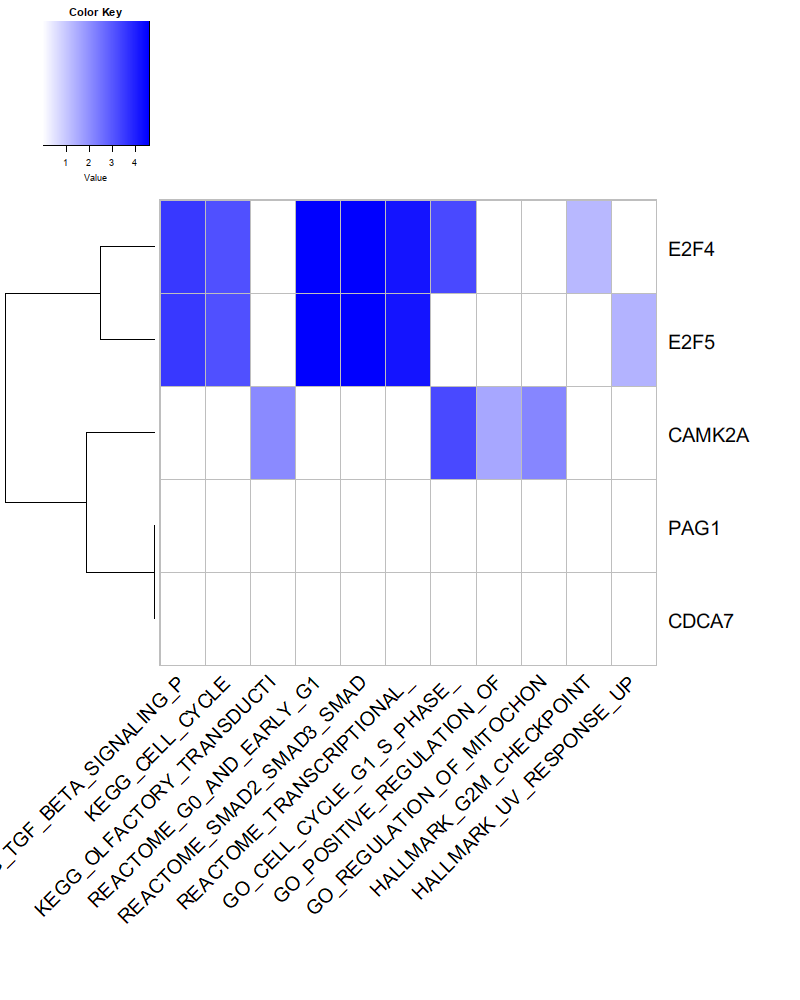 Color Key
1 2 3 4
Value
E2F4
E2F5
CAMK2A
PAG1
CDCA7
_TGF_BETA_SIGNALING_P
KEGG_CELL_CYCLE
KEGG_OLFACTORY_TRANSDUCTI
REACTOME_G0_AND_EARLY_G1
REACTOME_SMAD2_SMAD3_SMAD
REACTOME_TRANSCRIPTIONAL_
GO_CELL_CYCLE_G1_S_PHASE_
GO_POSITIVE_REGULATION_OF
GO_REGULATION_OF_MITOCHON
HALLMARK_G2M_CHECKPOINT
HALLMARK_UV_RESPONSE_UP